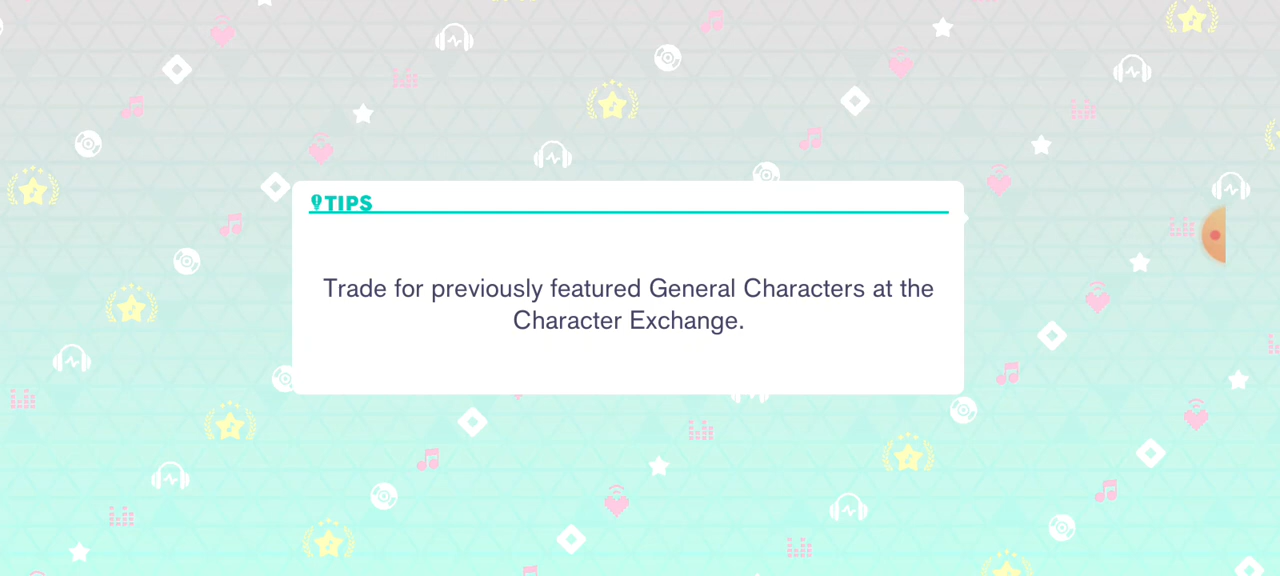 TIPS
Trade for previously featured General Characters at the
Character Exchange.